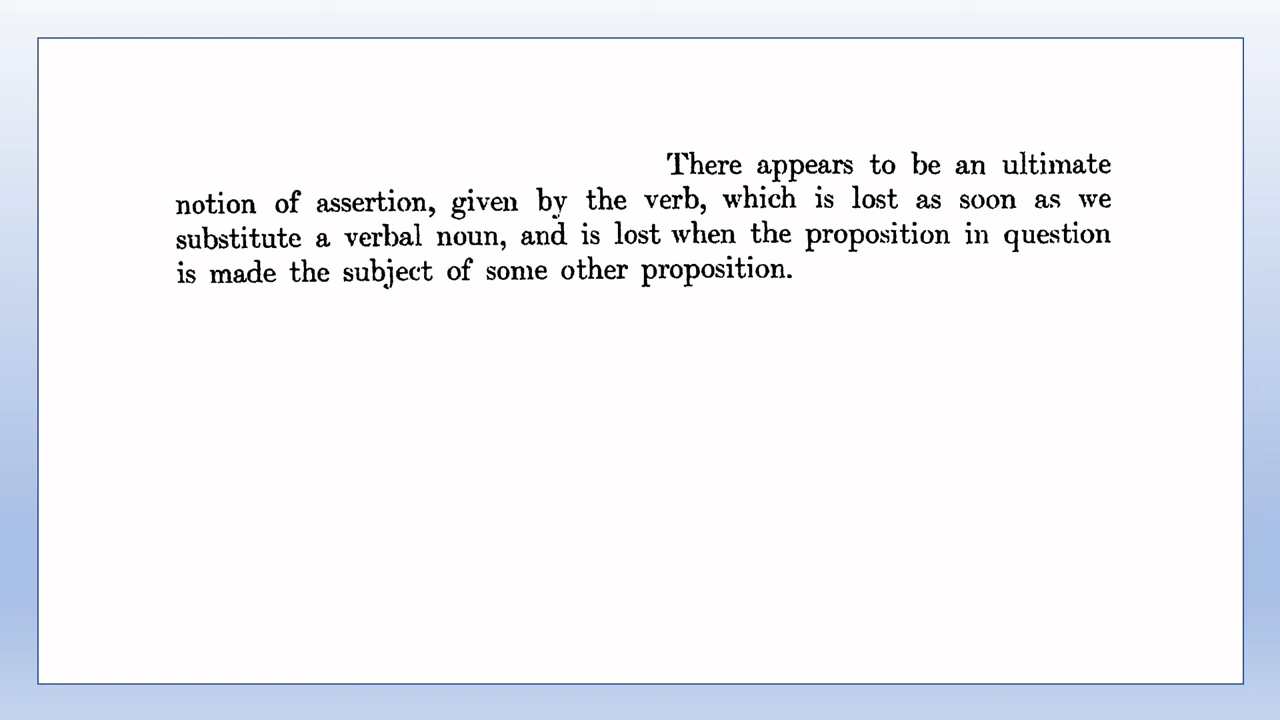 There appears to be an ultimate
notion of assertion, given by the verb, which is lost as soon as we
substitute a verbal noun, and is lost when the proposition in question
is made the subject of some other proposition.